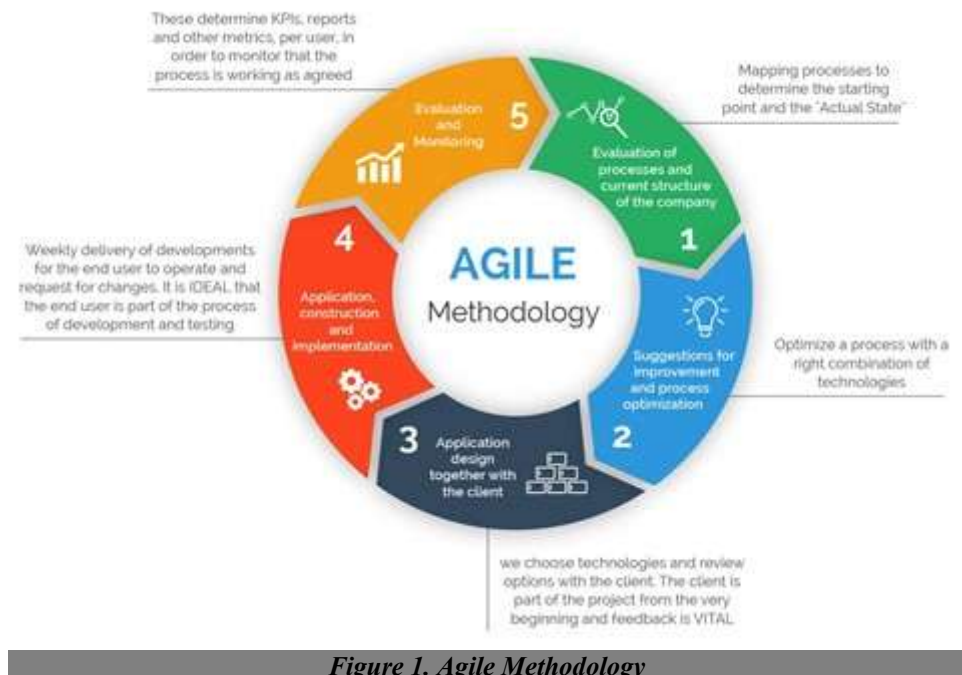 These determine KPIs, reports
and other metrics, per user, in
order to monitor that the
process is working as agreed
Mapping processes to
determine the starting
point and the "Actual State"
Evaluation
and
Monitoring
5
Evaluation of
processes and
current structure
of the company
1
Weekly delivery of developments
for the end user to operate and
request for changes. It is IDEAL that
the end user is part of the process
of development and testing
4
Application,
construction
and
implementation
AGILE
Methodology
Suggestions for
improvement
and process
optimization
2
Optimize a process with a
right combination of
technologies
3
Application
design
together with
the client
we choose technologies and review
options with the client. The client is
part of the project from the very
beginning and feedback is VITAL
Figure 1. Agile Methodology